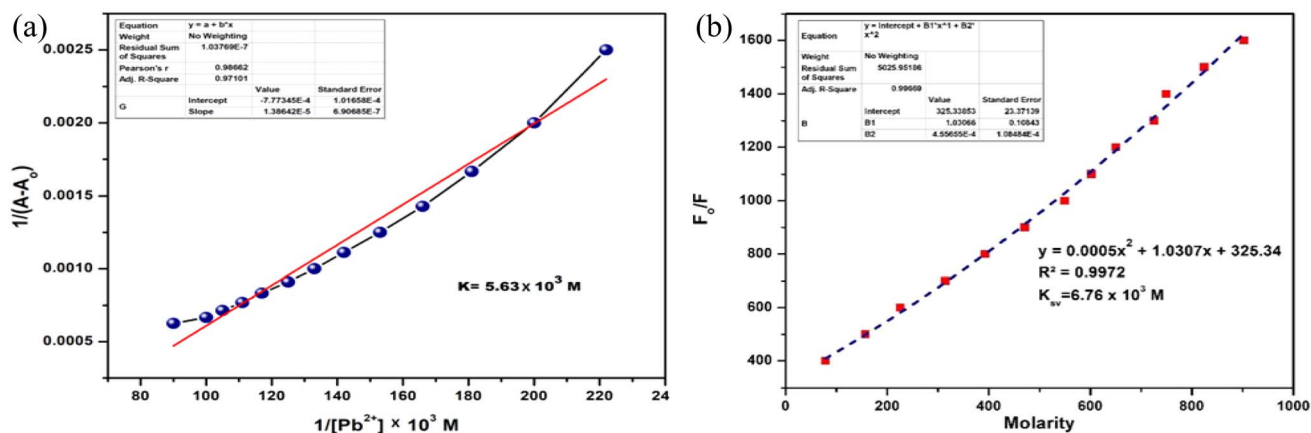 (a)
Equation y = a + b*x
Weight No Weighting
Residual Sum of Squares 1.03769E-7
Pearson's r 0.98662
Adj. R-Square 0.97101
Value Standard Error
G Intercept -7.77345E-4 1.01658E-4
Slope 1.38642E-5 6.90685E-7
0.0025
0.0020
0.0015
0.0010
0.0005
1/(A-A₀)
K= 5.63 x 10³ M
80 100 120 140 160 180 200 220 24
1/[Pb²⁺] × 10³ M
(b)
Equation y = Intercept + B1*x^1 + B2*
x^2
Weight No Weighting
Residual Sum of Squares 5025.95186
Adj. R-Square 0.99669
Value Standard Error
B Intercept 325.33853 23.37139
B1 1.03066 0.10843
B2 4.55655E-4 1.08484E-4
1600
1400
1200
1000
800
600
400
F₀/F
y = 0.0005x² + 1.0307x + 325.34
R² = 0.9972
Kₛᵥ=6.76 x 10³ M
0 200 400 600 800 1000
Molarity